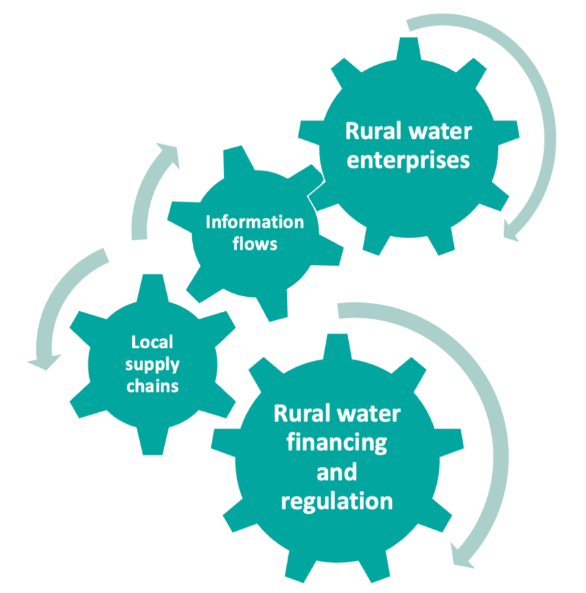 Rural water
enterprises
Information
flows
Local
supply
chains
Rural water
financing
and
regulation